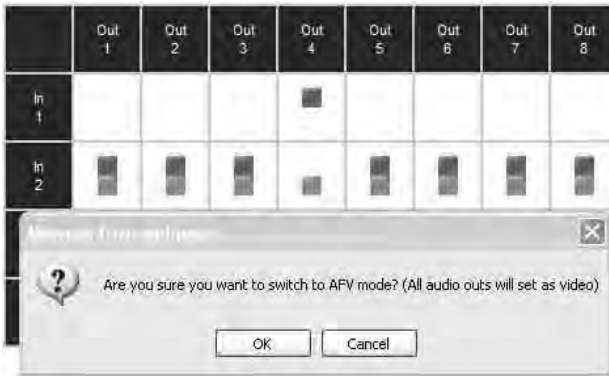 Out 1 Out 2 Out 3 Out 4 Out 5 Out 6 Out 7 Out 8
In 1
In 2
Are you sure you want to switch to AFV mode? (All audio outs will set as video)
OK Cancel